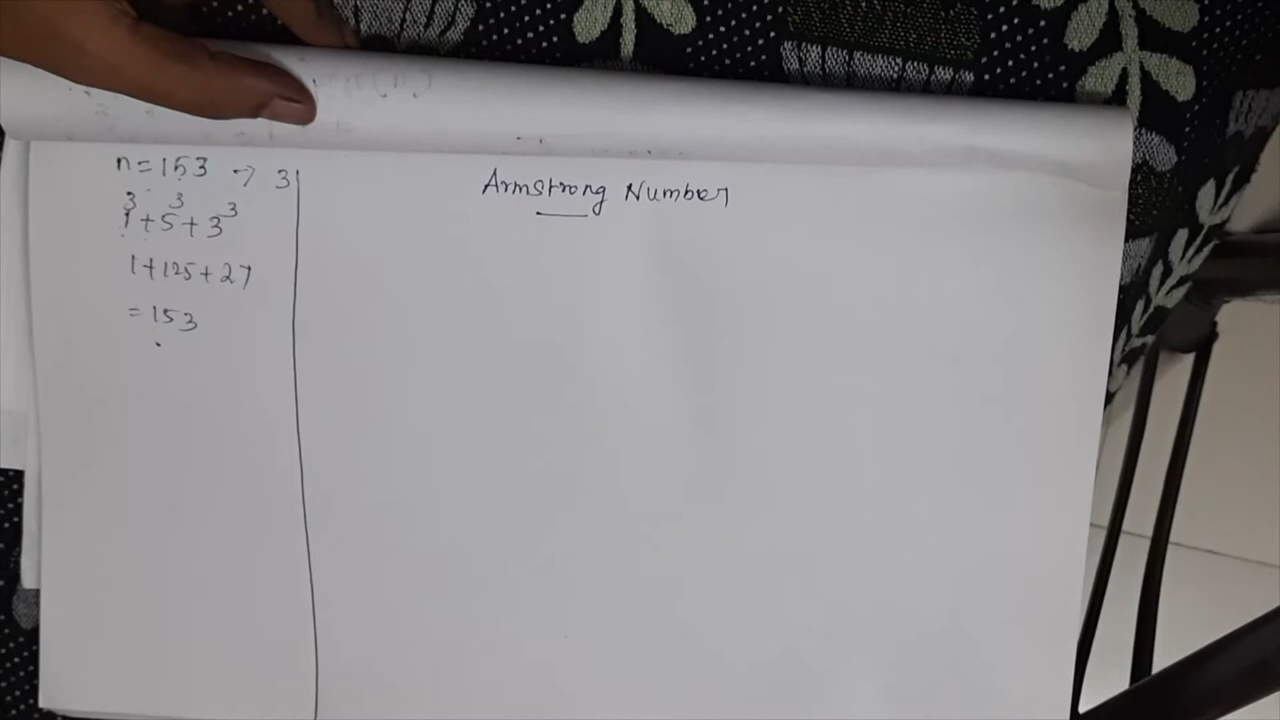 Armstrong Number
n=153 → 3
1³+5³+3³
1+125+27
=153